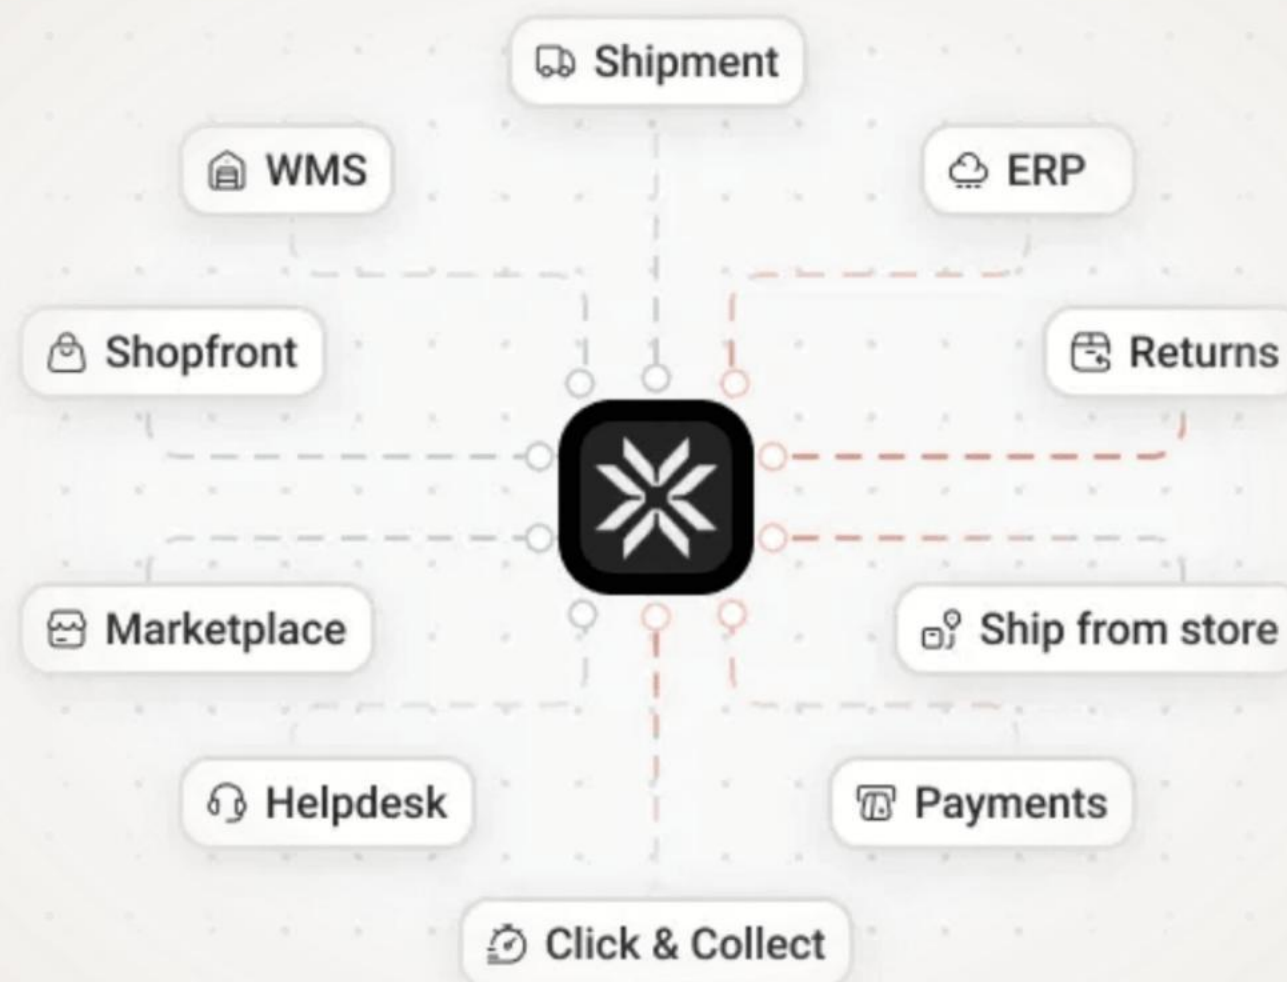 Shipment
WMS
ERP
Shopfront
Returns
Marketplace
Ship from store
Helpdesk
Payments
Click & Collect